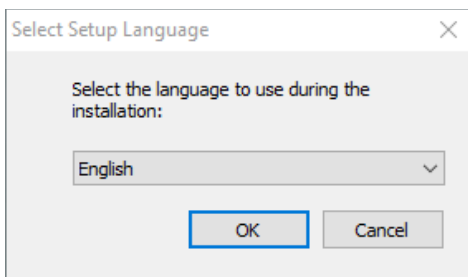 Select Setup Language
Select the language to use during the
installation:
English
OK Cancel